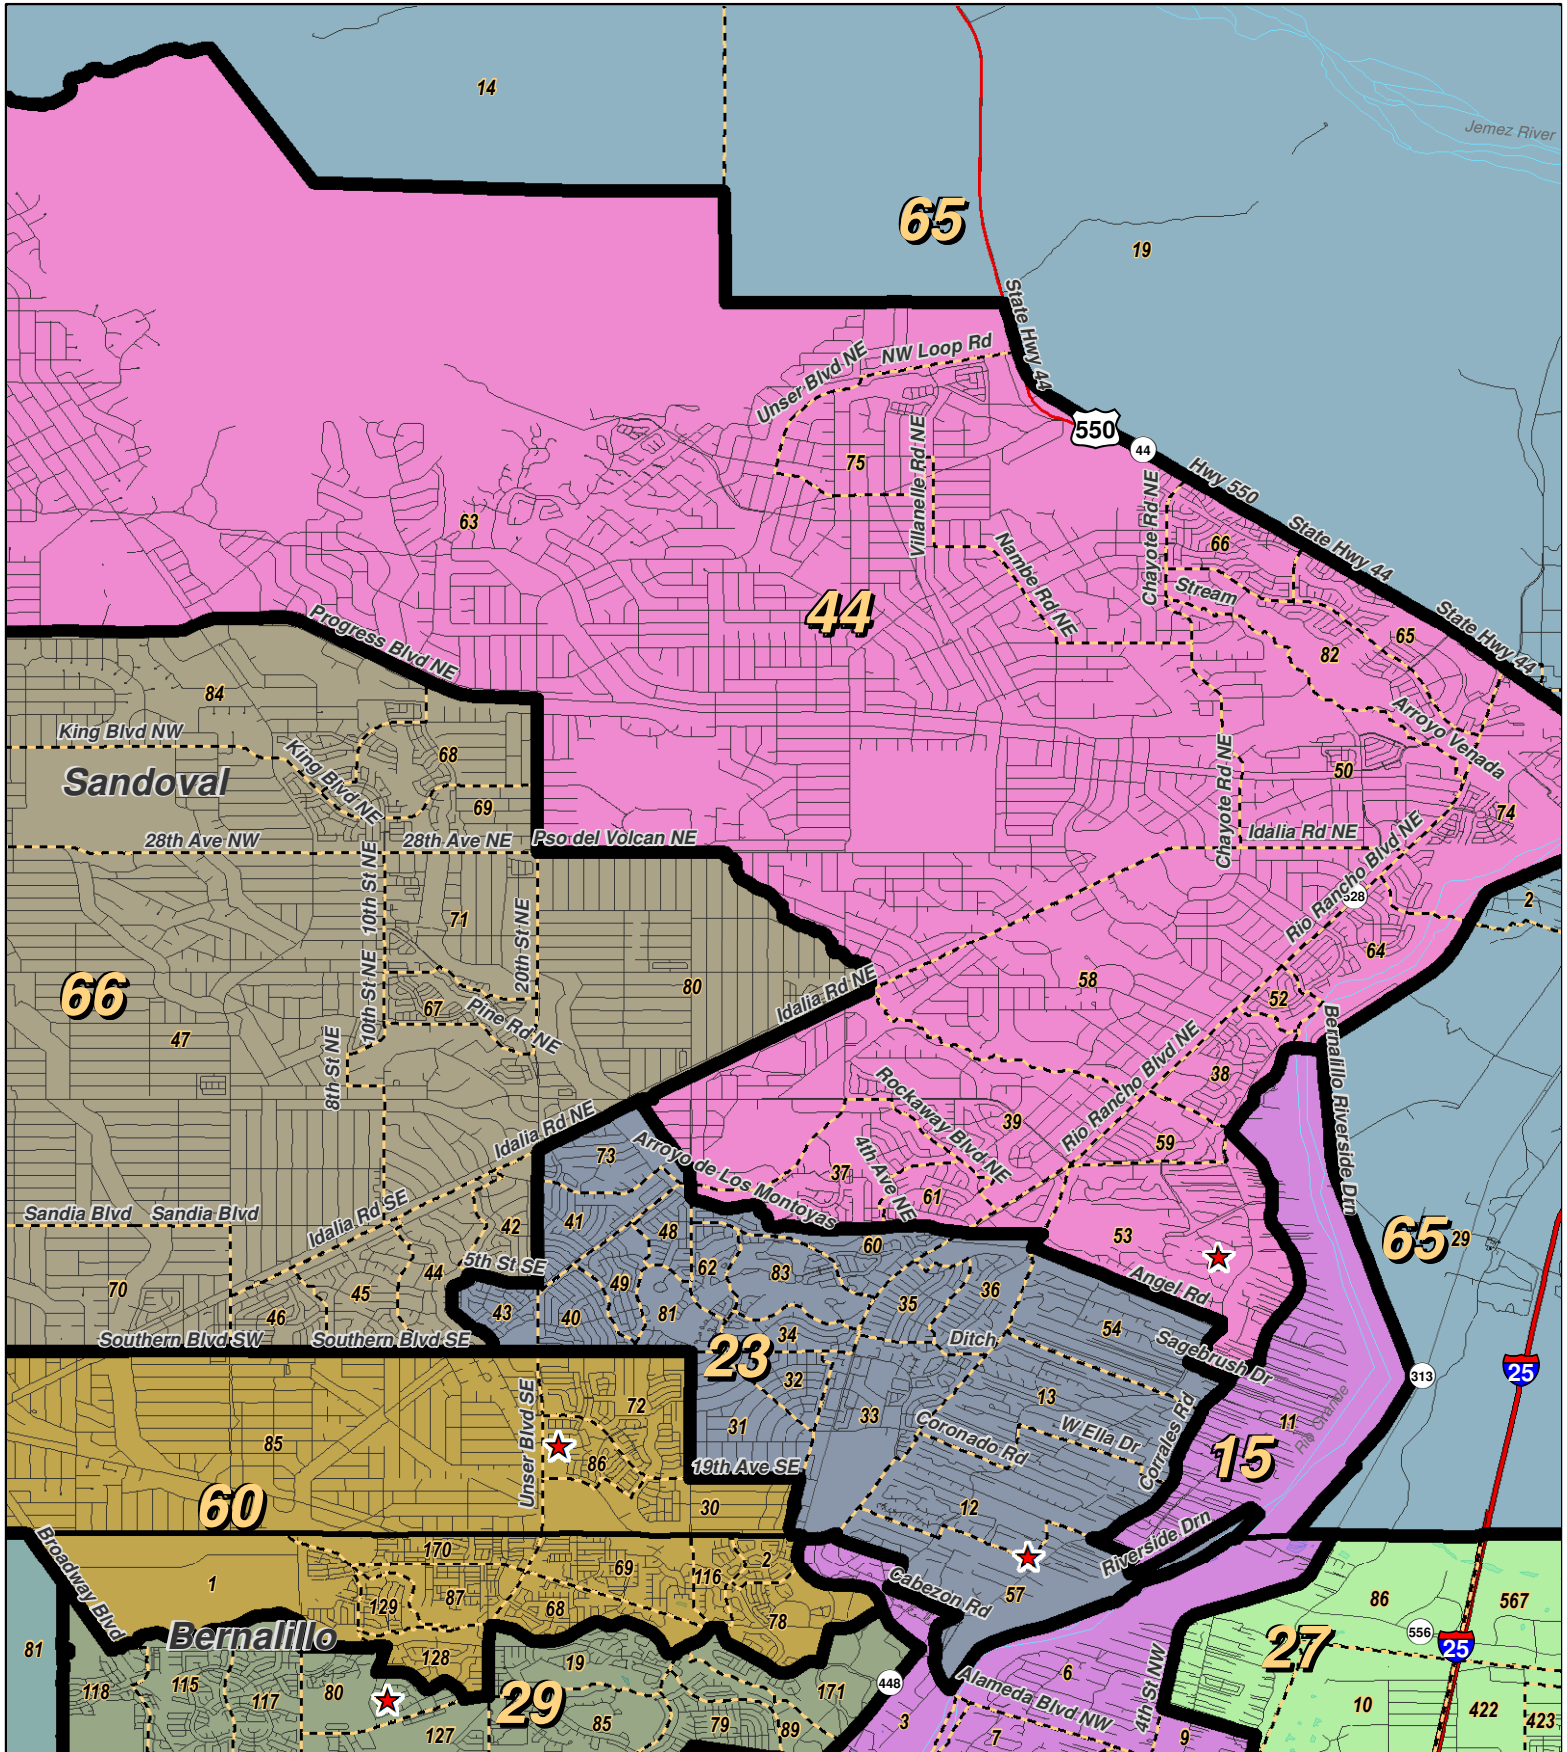 14
Jemez River
65
19
State Hwy 44
NW Loop Rd
Unser Blvd NE
550
44
Hwy 550
Villanelle Rd NE
75
Chayote Rd NE
63
State Hwy 44
66
Nambe Rd NE
Stream
44
State Hwy 44
65
82
Progress Blvd NE
84
King Blvd NW
King Blvd NE
68
Arroyo Venada
Sandoval
Chayote Rd NE
50
69
74
28th Ave NW
28th Ave NE
Pso del Volcan NE
Idalia Rd NE
10th St NE
Rio Rancho Blvd NE
528
2
71
20th St NE
64
66
80
Idalia Rd NE
58
52
67
Pine Rd NE
10th St NE
47
8th St NE
Bernalillo Riverside Drn
Rio Rancho Blvd NE
38
Rockaway Blvd NE
39
59
Idalia Rd NE
73
Arroyo de Los Montoyas
37
4th Ave NE
61
Sandia Blvd
Sandia Blvd
Idalia Rd SE
42
41
48
60
53
65
29
5th St SE
44
62
83
Angel Rd
70
45
46
43
40
49
81
35
36
54
Southern Blvd SW
Southern Blvd SE
23
34
Ditch
Sagebrush Dr
25
313
32
13
Corrales Rd
Rio Grande
11
15
Unser Blvd SE
72
31
33
Coronado Rd
W Ella Dr
85
86
19th Ave SE
60
30
12
Broadway Blvd
170
69
2
Riverside Drn
1
129
87
68
116
78
Cabezon Rd
57
86
567
556
25
27
Bernalillo
81
128
19
118
115
117
80
29
171
448
6
Alameda Blvd NW
4th St NW
10
422
423
127
85
79
89
3
7
9